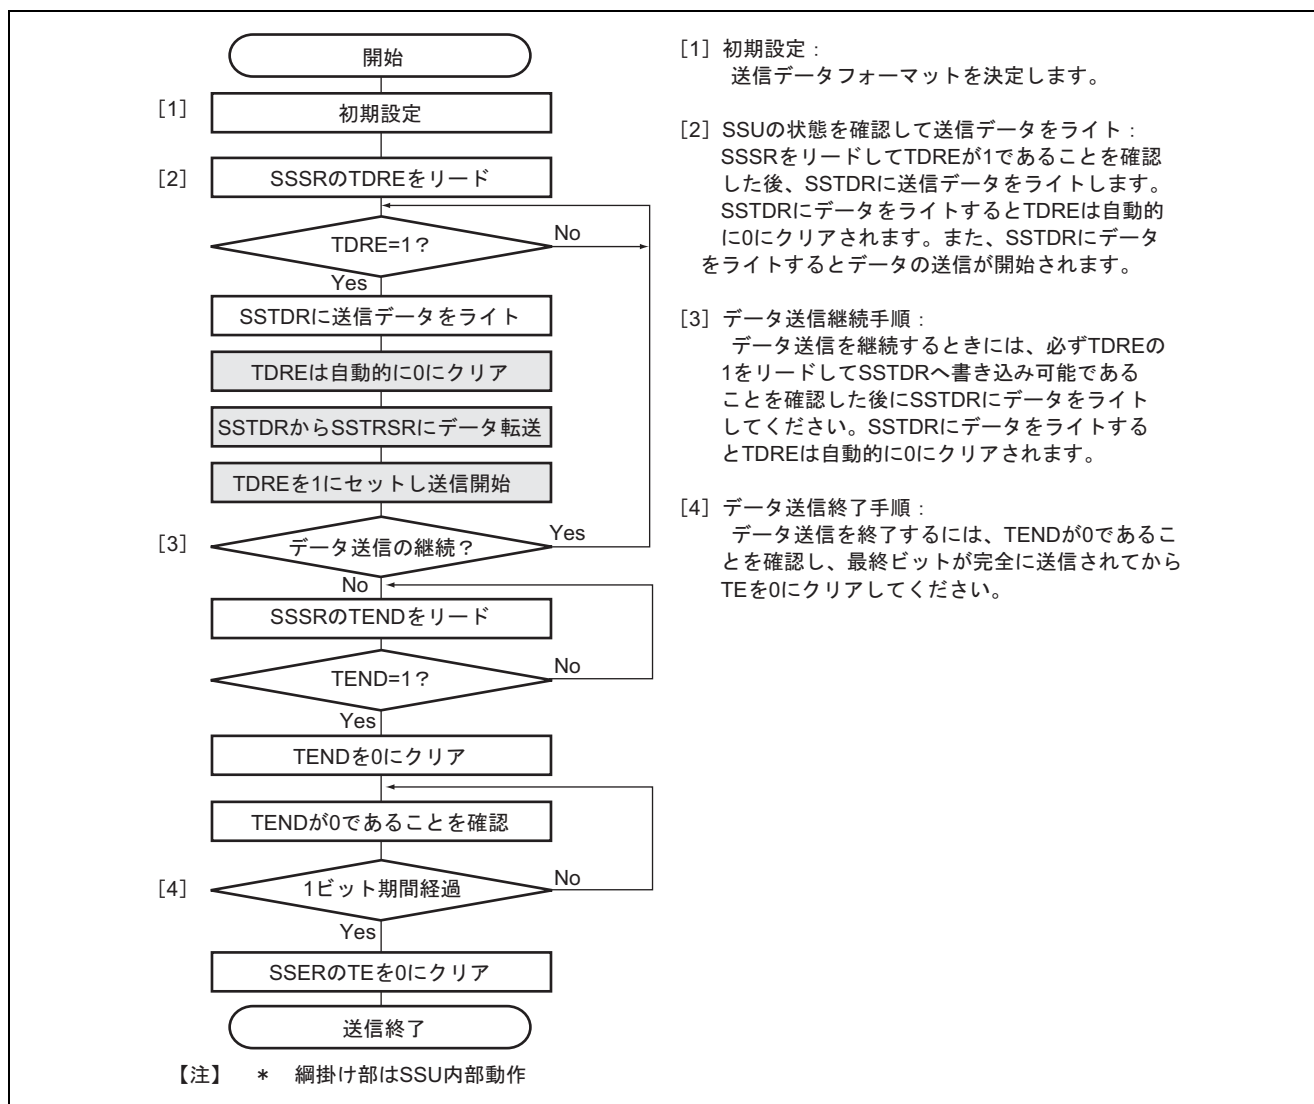 開始
[1]
初期設定
[2]
SSSRのTDREをリード
TDRE=1？
No
Yes
SSTDRに送信データをライト
TDREは自動的に0にクリア
SSTDRからSSTRSRにデータ転送
TDREを1にセットし送信開始
[3]
データ送信の継続？
Yes
No
SSSRのTENDをリード
TEND=1？
No
Yes
TENDを0にクリア
TENDが0であることを確認
[4]
1ビット期間経過
No
Yes
SSERのTEを0にクリア
送信終了
【注】 * 網掛け部はSSU内部動作
[1] 初期設定：
送信データフォーマットを決定します。
[2] SSUの状態を確認して送信データをライト：
SSSRをリードしてTDREが1であることを確認
した後、SSTDRに送信データをライトします。
SSTDRにデータをライトするとTDREは自動的
に0にクリアされます。また、SSTDRにデータ
をライトするとデータの送信が開始されます。
[3] データ送信継続手順：
データ送信を継続するときには、必ずTDREの
1をリードしてSSTDRへ書き込み可能である
ことを確認した後にSSTDRにデータをライト
してください。SSTDRにデータをライトする
とTDREは自動的に0にクリアされます。
[4] データ送信終了手順：
データ送信を終了するには、TENDが0であるこ
とを確認し、最終ビットが完全に送信されてから
TEを0にクリアしてください。